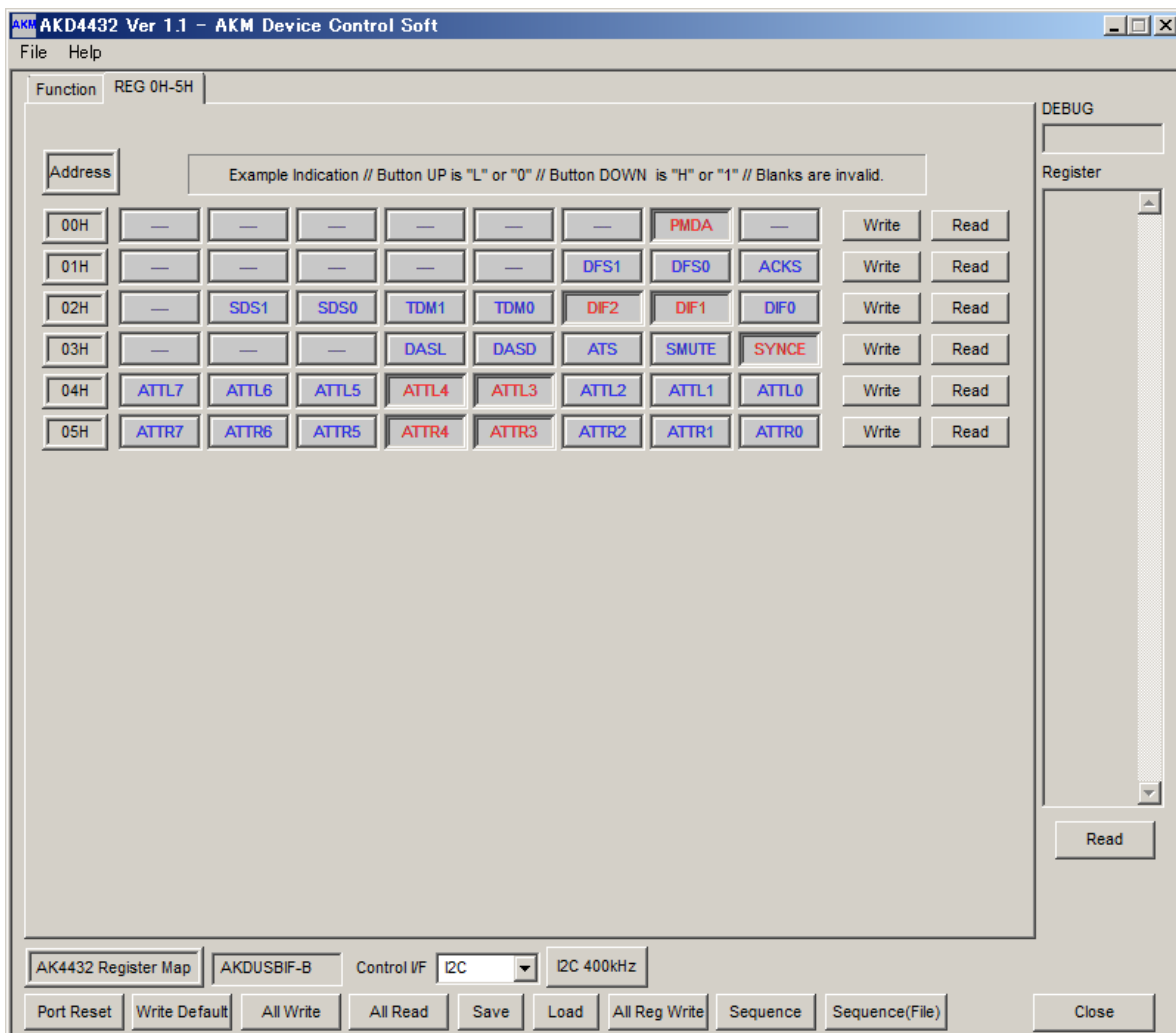 AKM AKD4432 Ver 1.1 - AKM Device Control Soft
File Help
Function REG 0H-5H
DEBUG
Address Example Indication // Button UP is "L" or "0" // Button DOWN is "H" or "1" // Blanks are invalid. Register
00H — — — — — — PMDA — Write Read
01H — — — — — DFS1 DFS0 ACKS Write Read
02H — SDS1 SDS0 TDM1 TDM0 DIF2 DIF1 DIF0 Write Read
03H — — — DASL DASD ATS SMUTE SYNCE Write Read
04H ATTL7 ATTL6 ATTL5 ATTL4 ATTL3 ATTL2 ATTL1 ATTL0 Write Read
05H ATTR7 ATTR6 ATTR5 ATTR4 ATTR3 ATTR2 ATTR1 ATTR0 Write Read
Read
AK4432 Register Map AKDUSBIF-B Control I/F I2C I2C 400kHz
Port Reset Write Default All Write All Read Save Load All Reg Write Sequence Sequence(File) Close